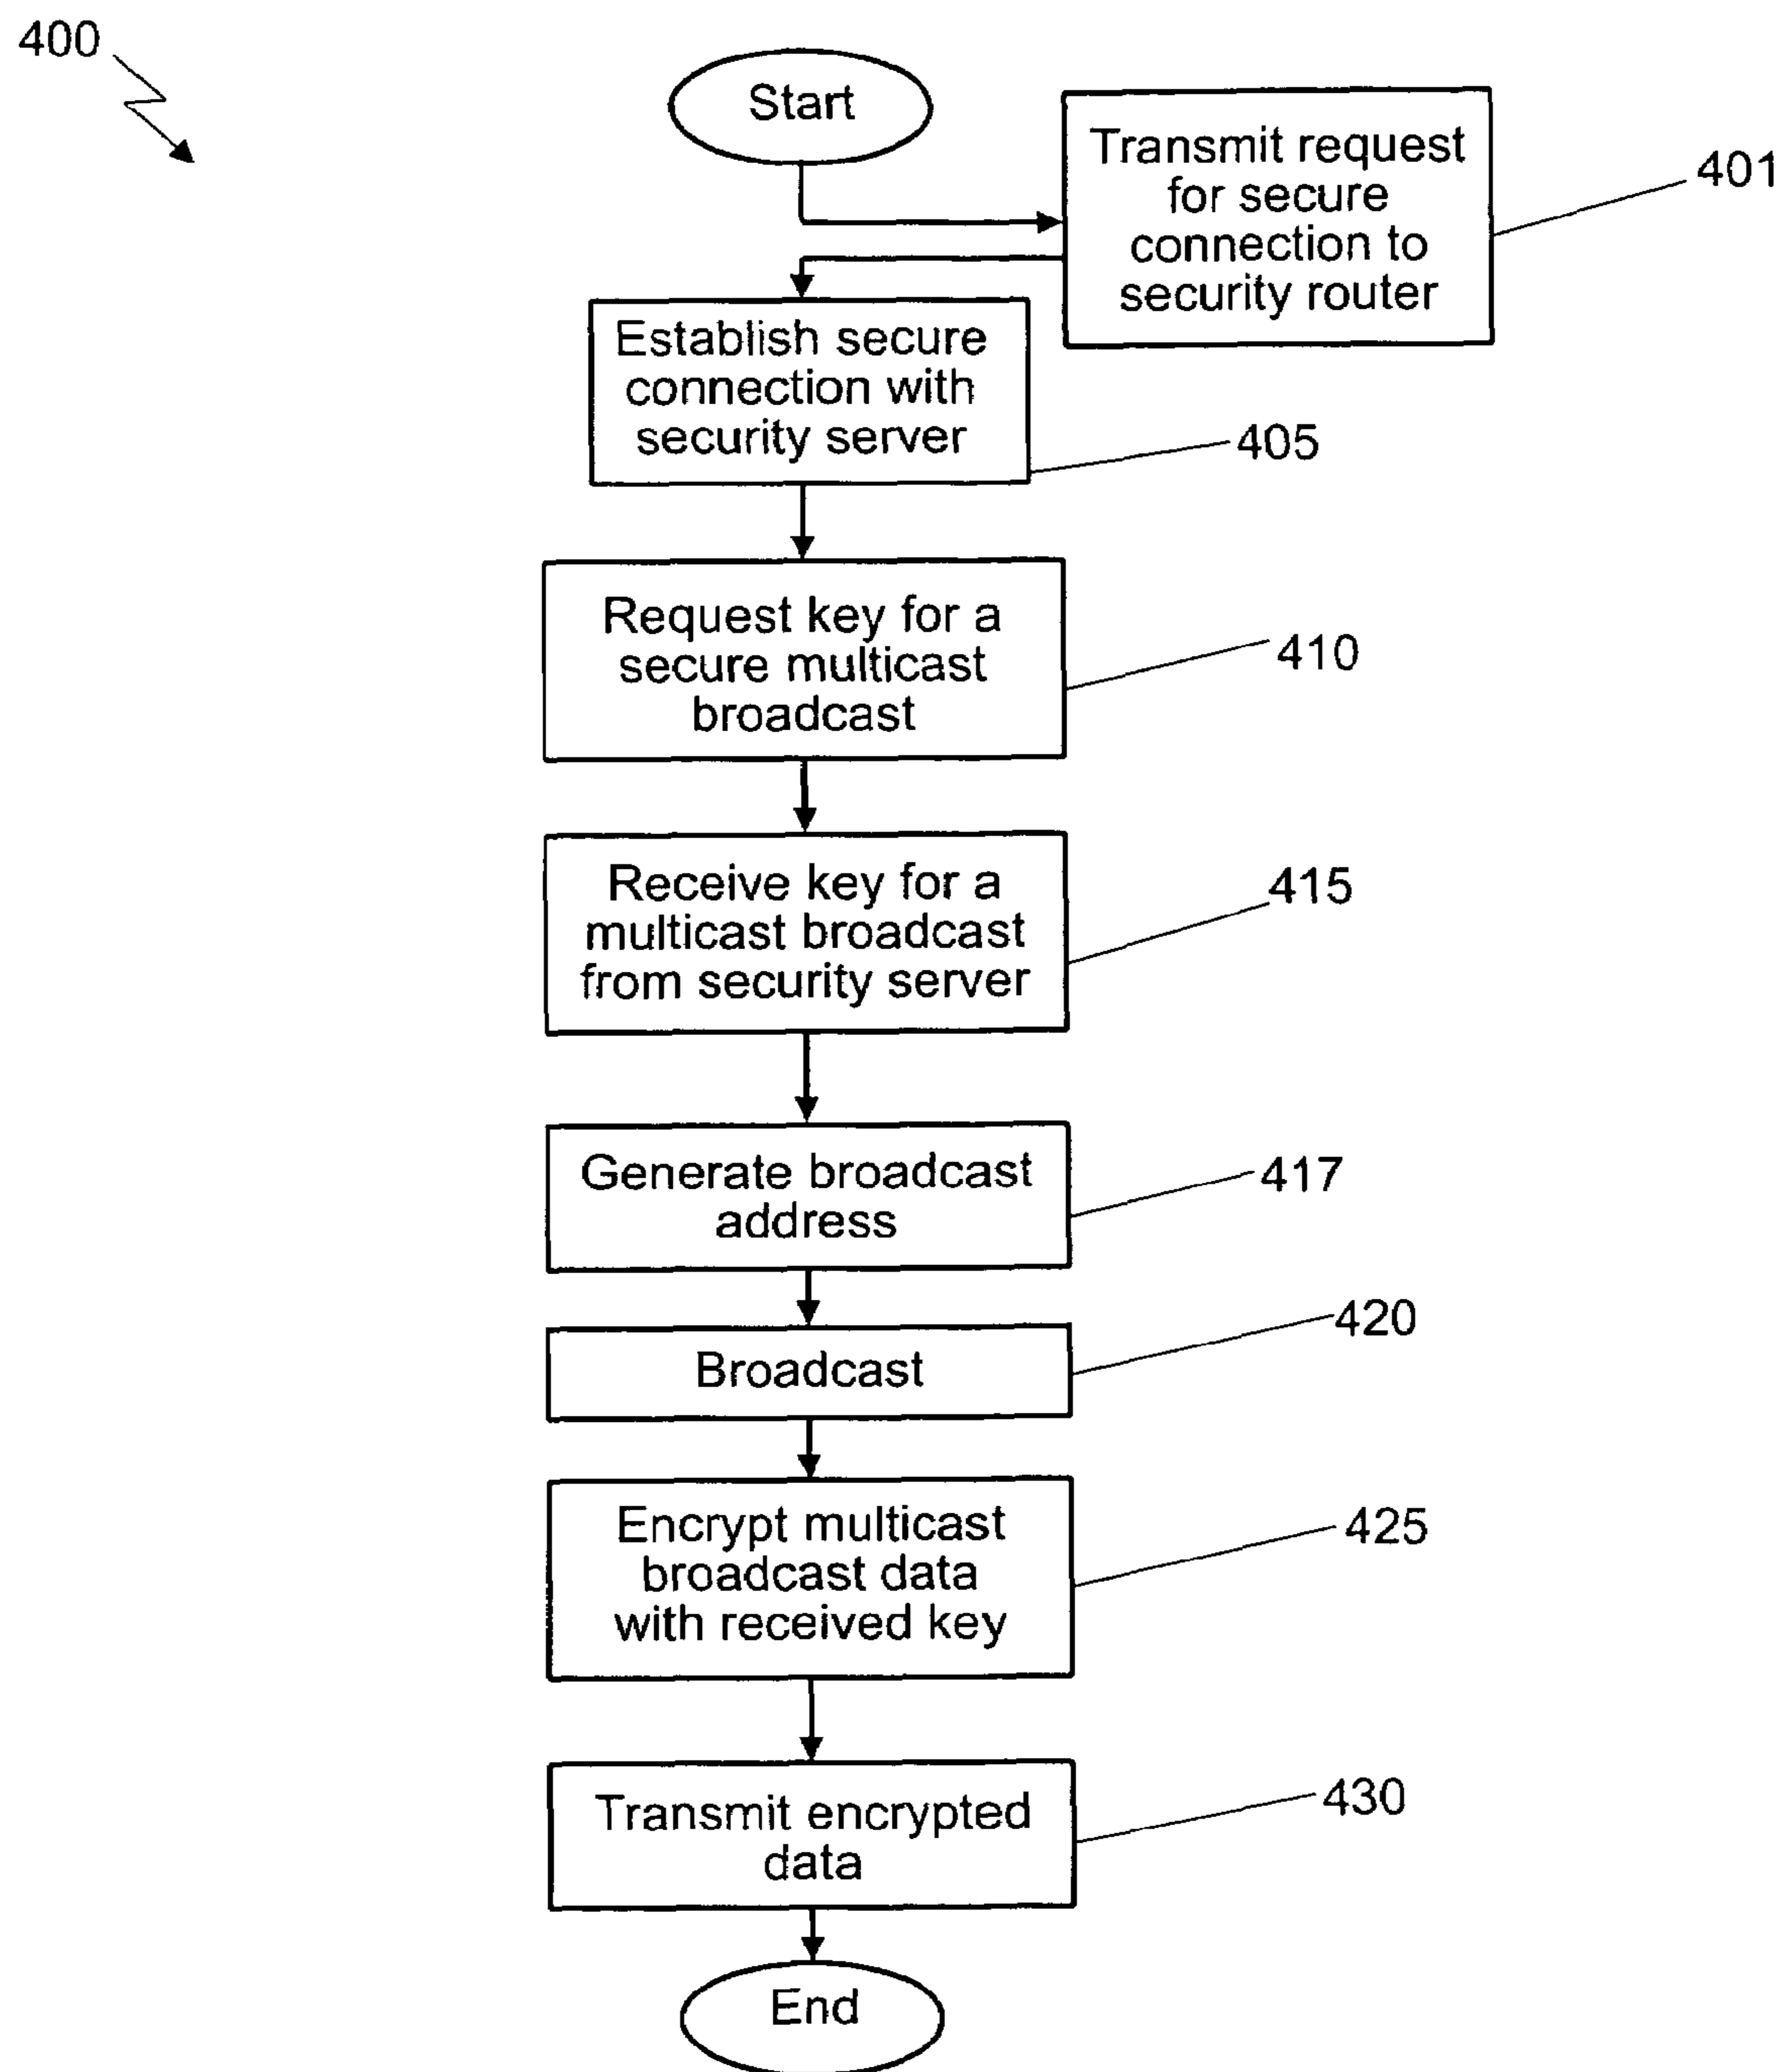 400
Start
Transmit request
for secure
connection to
security router
401
Establish secure
connection with
security server
405
Request key for a
secure multicast
broadcast
410
Receive key for a
multicast broadcast
from security server
415
Generate broadcast
address
417
Broadcast
420
Encrypt multicast
broadcast data
with received key
425
Transmit encrypted
data
430
End